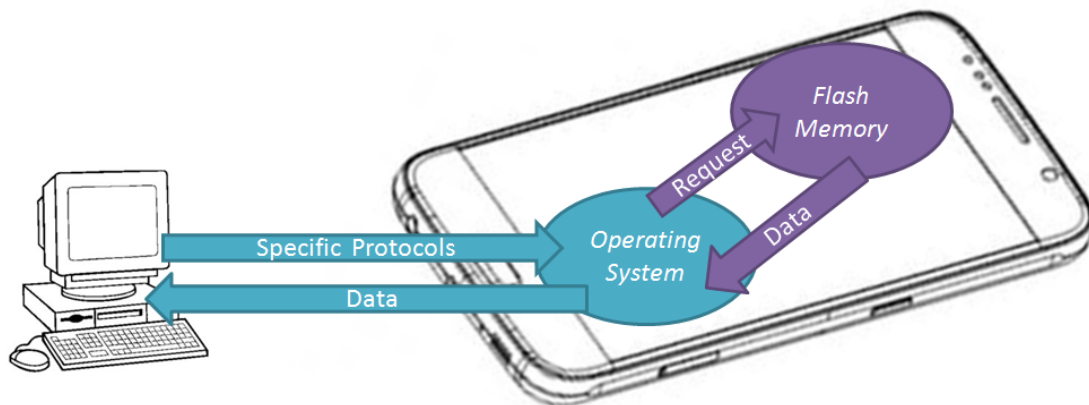 Flash
Memory
Request
Data
Operating
System
Specific Protocols
Data